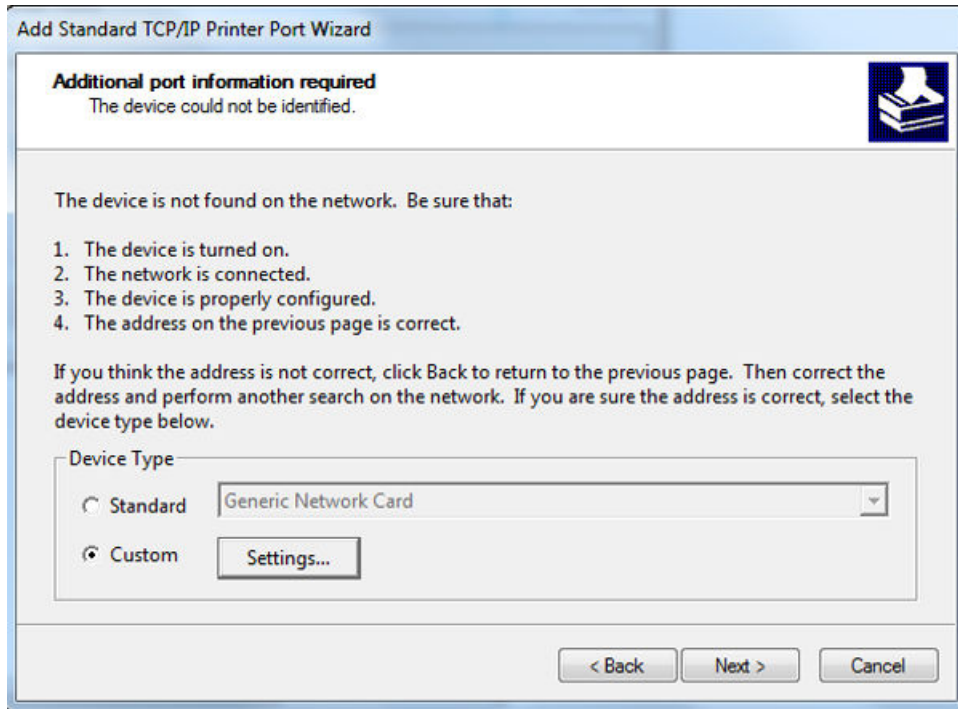 Add Standard TCP/IP Printer Port Wizard
Additional port information required
The device could not be identified.
The device is not found on the network. Be sure that:
1. The device is turned on.
2. The network is connected.
3. The device is properly configured.
4. The address on the previous page is correct.
If you think the address is not correct, click Back to return to the previous page. Then correct the
address and perform another search on the network. If you are sure the address is correct, select the
device type below.
Device Type
Standard
Generic Network Card
Custom
Settings...
< Back
Next >
Cancel